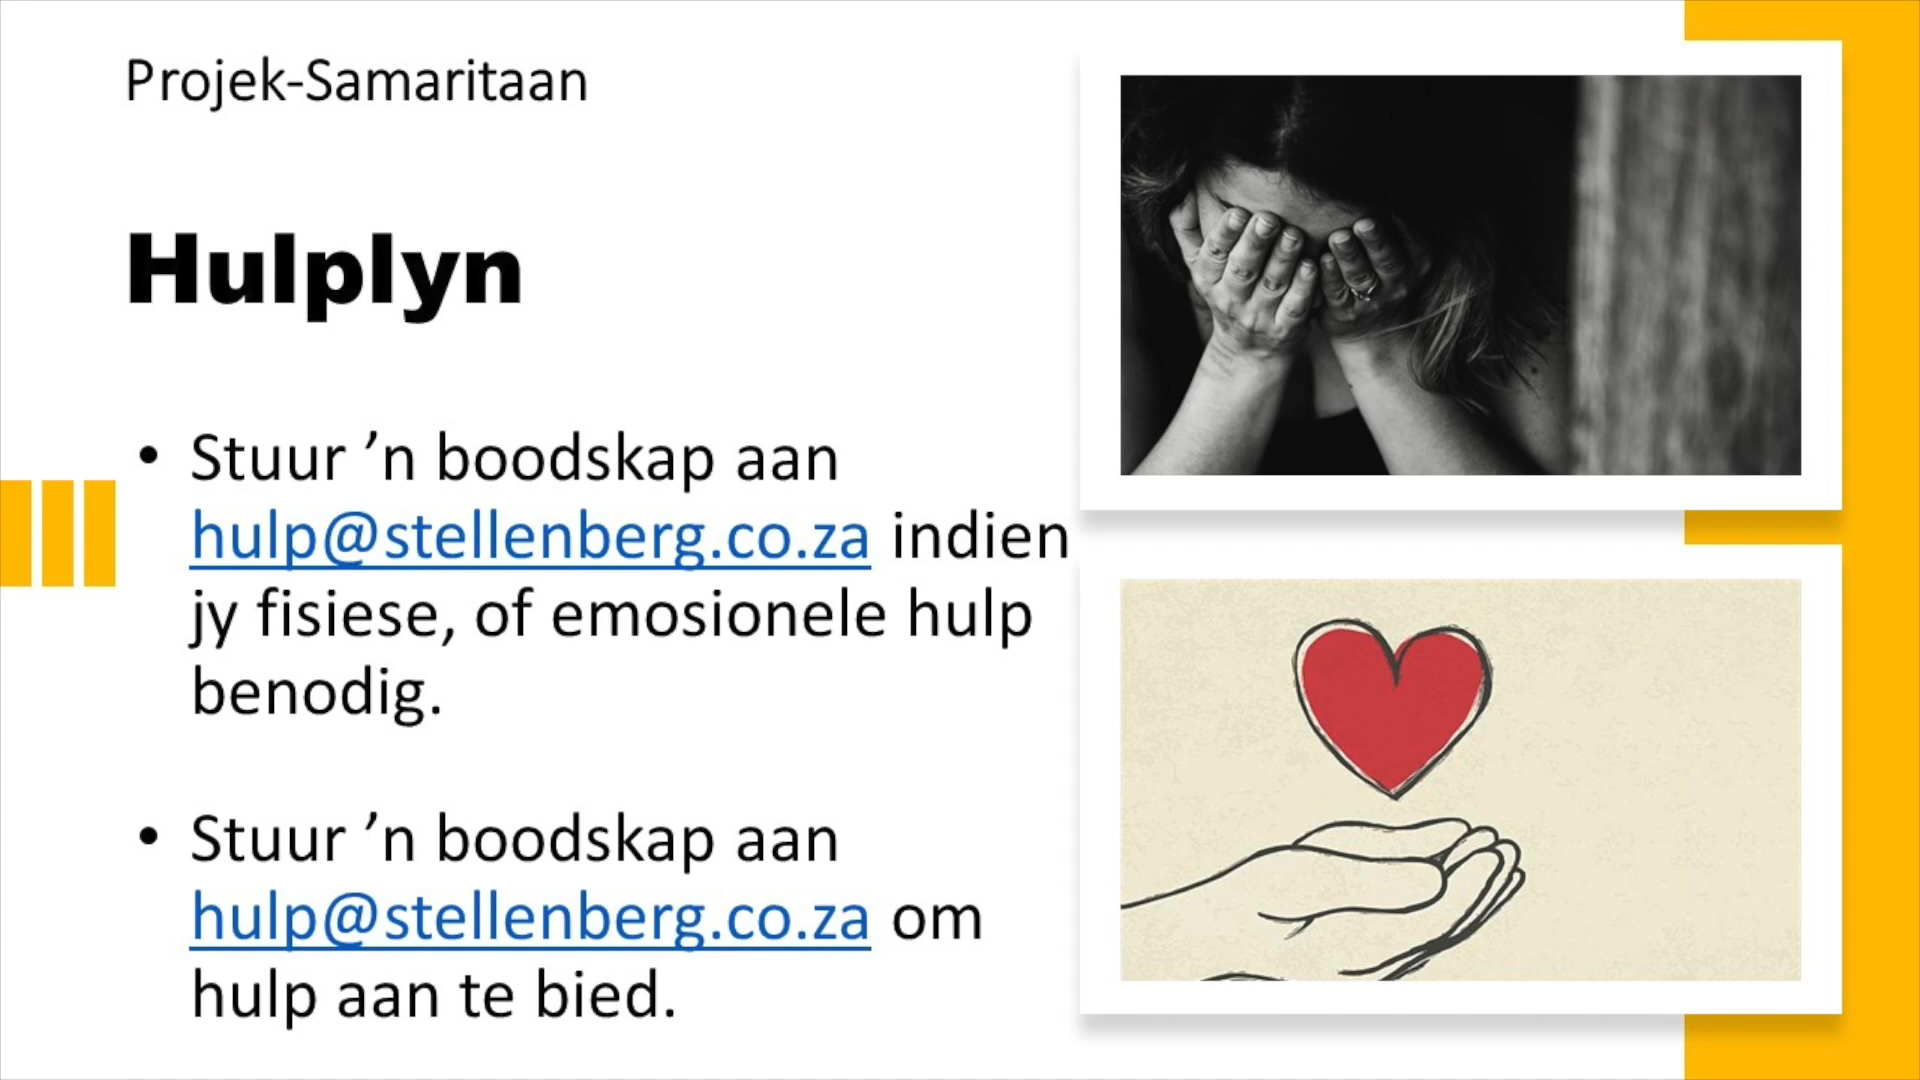 Projek-Samaritaan
Hulplyn
• Stuur ’n boodskap aan
hulp@stellenberg.co.za indien
jy fisiese, of emosionele hulp
benodig.
• Stuur ’n boodskap aan
hulp@stellenberg.co.za om
hulp aan te bied.